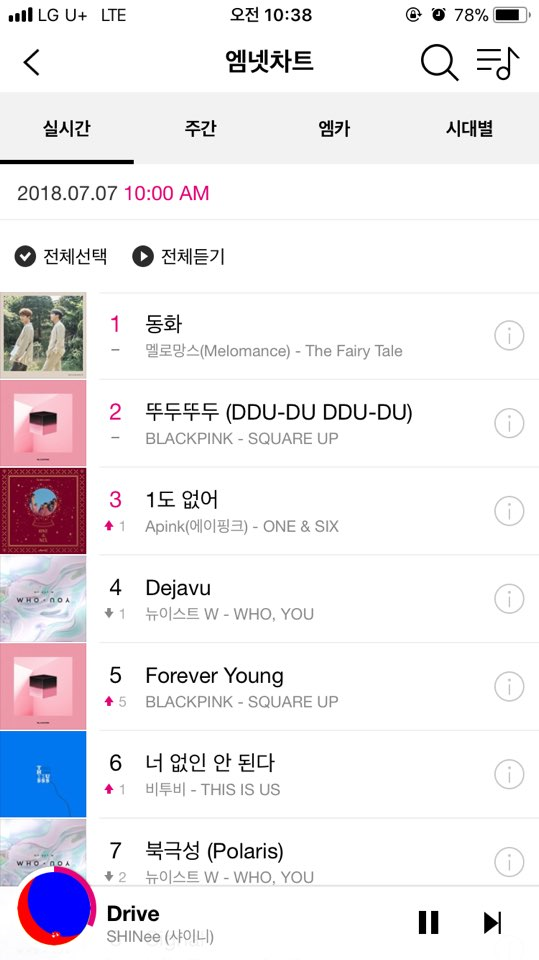 LG U+ LTE 오전 10:38 78%
엠넷차트
실시간 주간 엠카 시대별
2018.07.07 10:00 AM
전체선택 전체듣기
1 동화
멜로망스(Melomance) - The Fairy Tale
2 뚜두뚜두 (DDU-DU DDU-DU)
BLACKPINK - SQUARE UP
3 1도 없어
1 Apink(에이핑크) - ONE & SIX
4 Dejavu
1 뉴이스트 W - WHO, YOU
WHO, YOU
5 Forever Young
5 BLACKPINK - SQUARE UP
6 너 없인 안 된다
1 비투비 - THIS IS US
7 북극성 (Polaris)
2 뉴이스트 W - WHO, YOU
WHO, YOU
Drive
SHINee (샤이니)